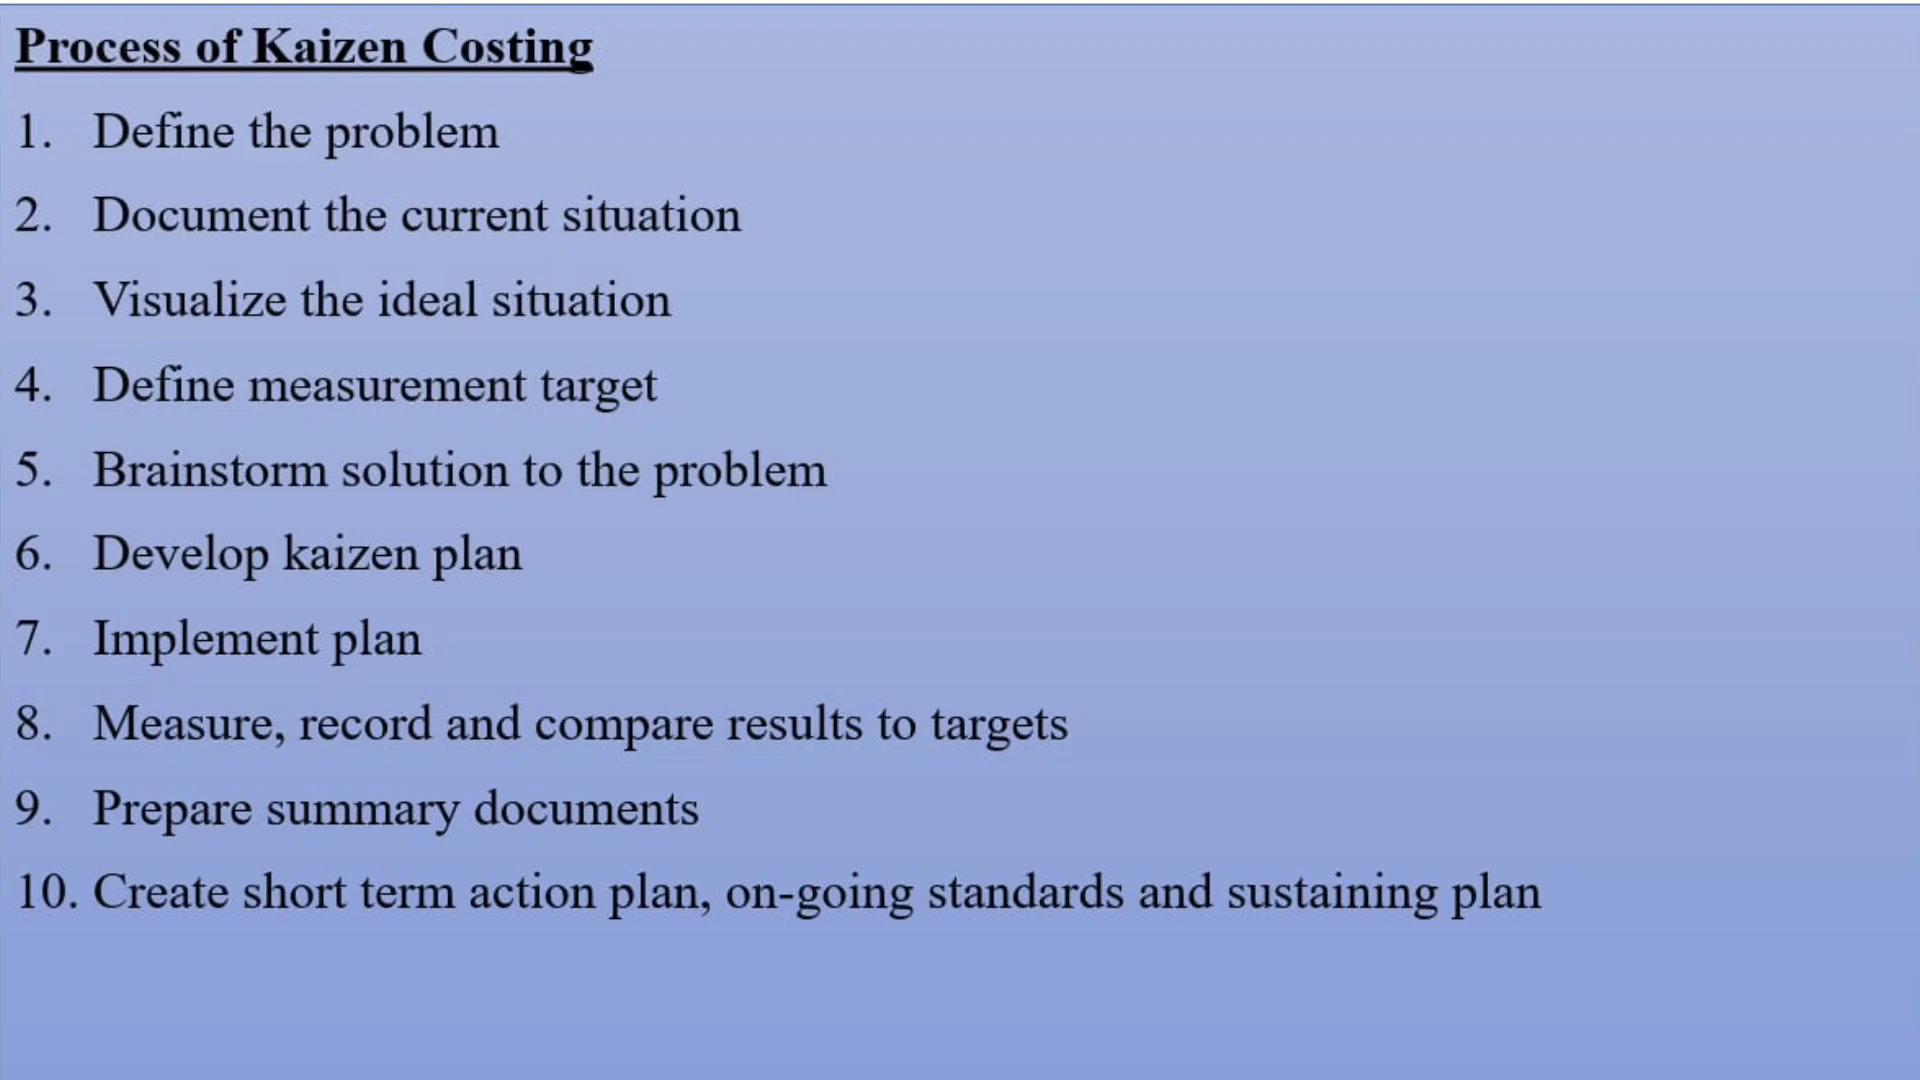 Process of Kaizen Costing
1. Define the problem
2. Document the current situation
3. Visualize the ideal situation
4. Define measurement target
5. Brainstorm solution to the problem
6. Develop kaizen plan
7. Implement plan
8. Measure, record and compare results to targets
9. Prepare summary documents
10. Create short term action plan, on-going standards and sustaining plan